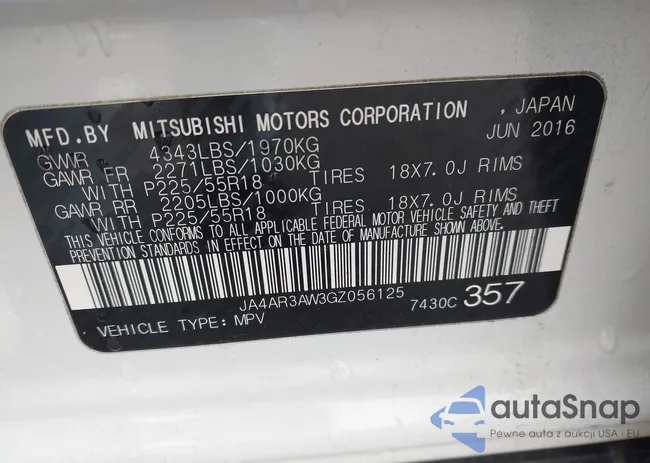 MFD.BY MITSUBISHI MOTORS CORPORATION , JAPAN
GVWR 4343LBS/1970KG JUN 2016
GAWR FR 2271LBS/1030KG
WITH P225/55R18 TIRES 18X7.0J RIMS
GAWR RR 2205LBS/1000KG
WITH P225/55R18 TIRES 18X7.0J RIMS
THIS VEHICLE CONFORMS TO ALL APPLICABLE FEDERAL MOTOR VEHICLE SAFETY AND THEFT
PREVENTION STANDARDS IN EFFECT ON THE DATE OF MANUFACTURE SHOWN ABOVE.
JA4AR3AW3GZ056125 7430C 357
VEHICLE TYPE: MPV
autaSnap
Pewne auta z aukcji USA i EU